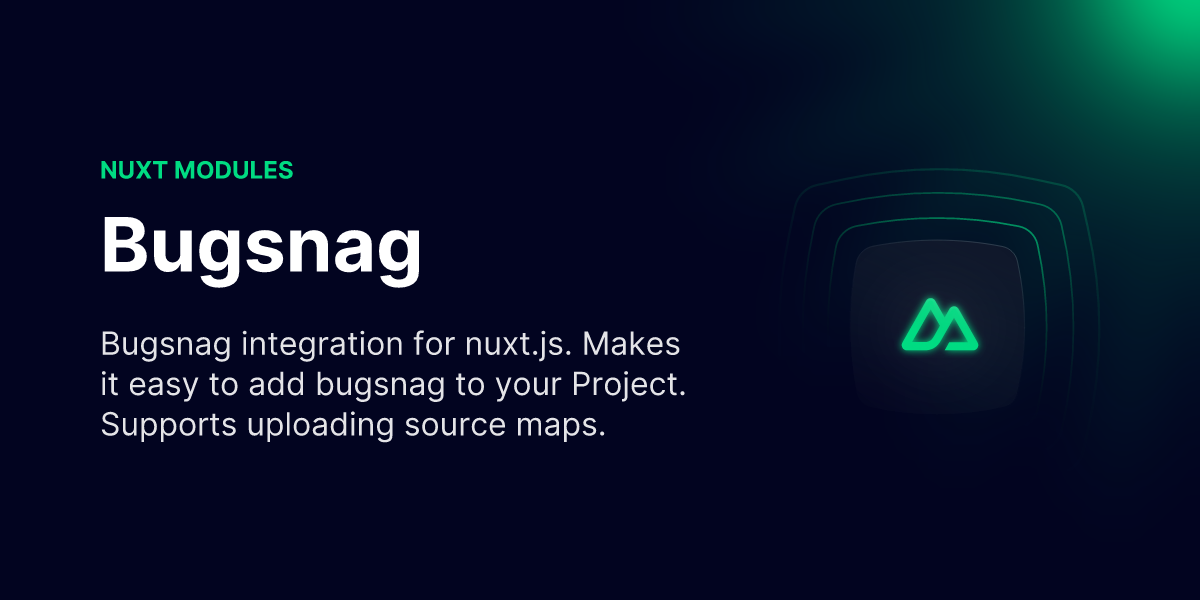 NUXT MODULES
Bugsnag
Bugsnag integration for nuxt.js. Makes
it easy to add bugsnag to your Project.
Supports uploading source maps.